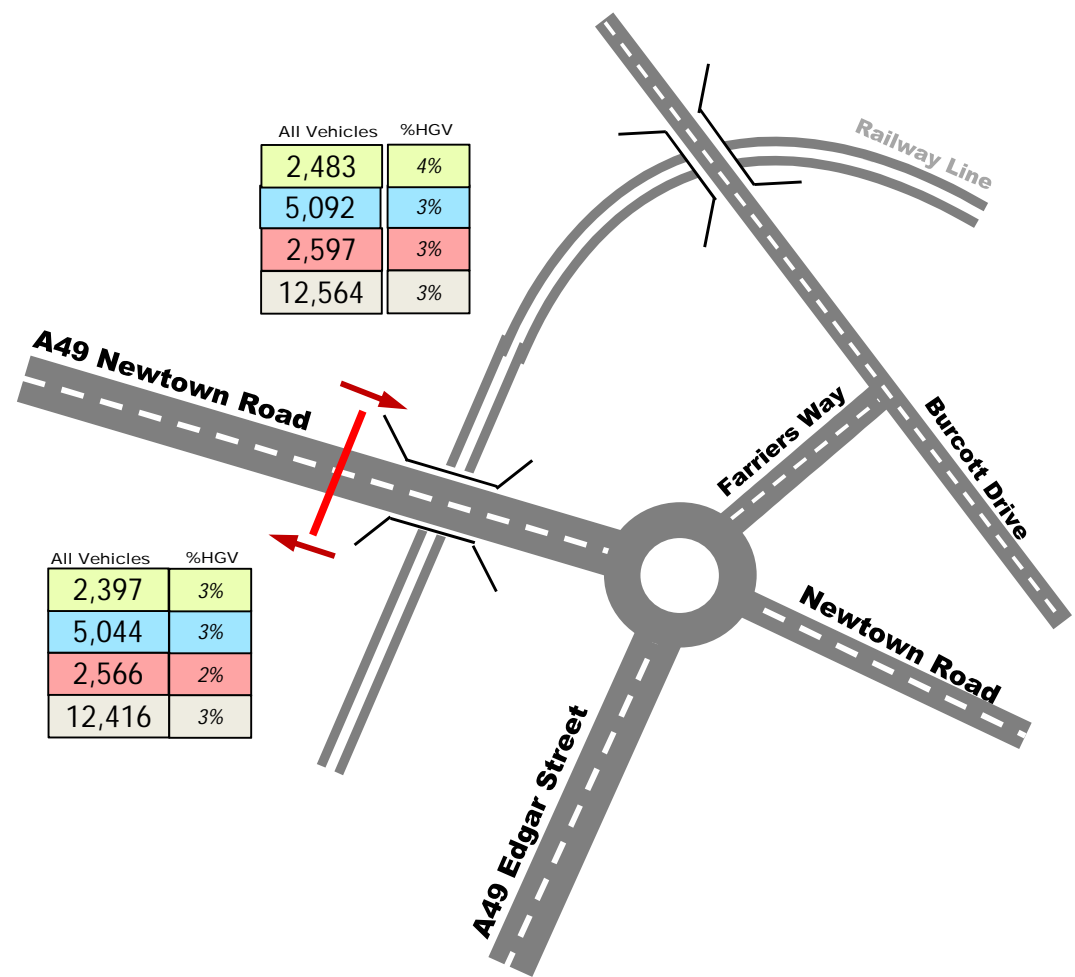 All Vehicles %HGV
2,483 4%
5,092 3%
2,597 3%
12,564 3%
Railway Line
A49 Newtown Road
Farriers Way
Burcott Drive
All Vehicles %HGV
2,397 3%
5,044 3%
2,566 2%
12,416 3%
Newtown Road
A49 Edgar Street